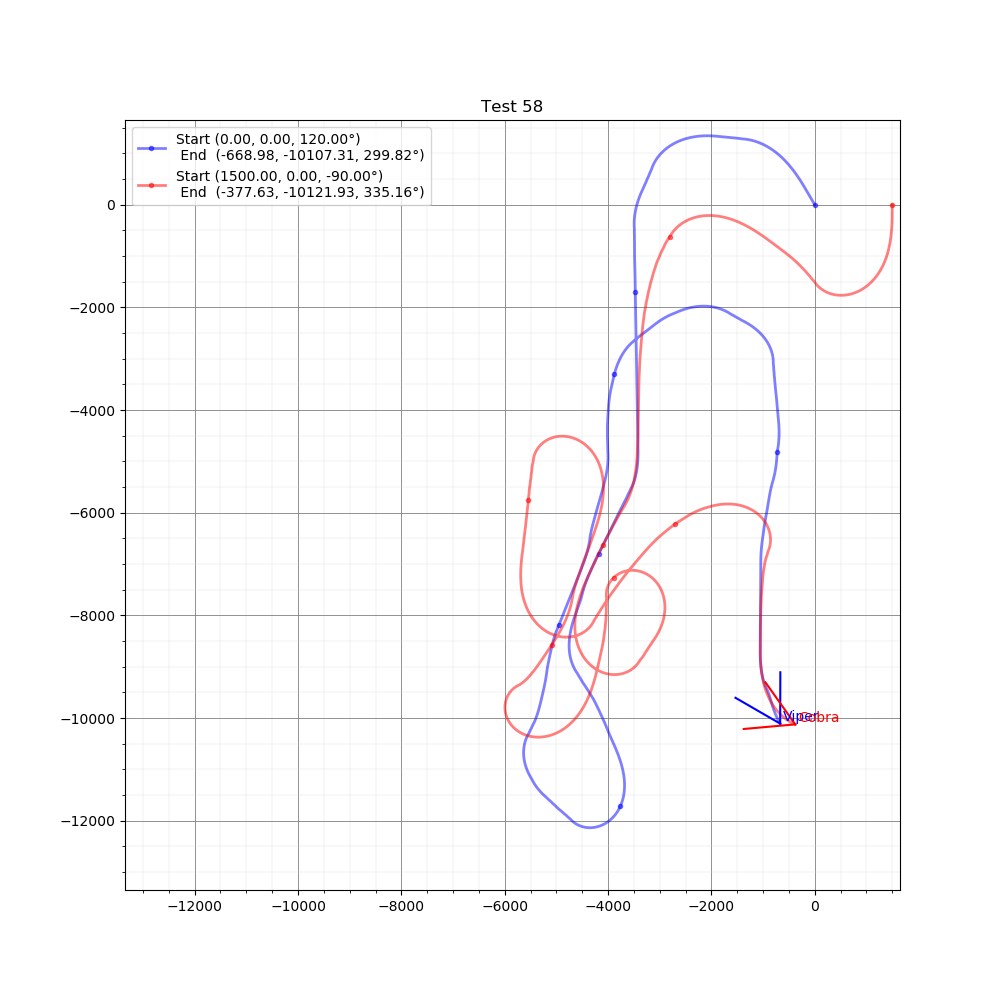 Test 58
Start (0.00, 0.00, 120.00°)
End  (-668.98, -10107.31, 299.82°)
Start (1500.00, 0.00, -90.00°)
End  (-377.63, -10121.93, 335.16°)
0
−2000
−4000
−6000
−8000
−10000
−12000
Viper
Cobra
−12000 −10000 −8000 −6000 −4000 −2000 0